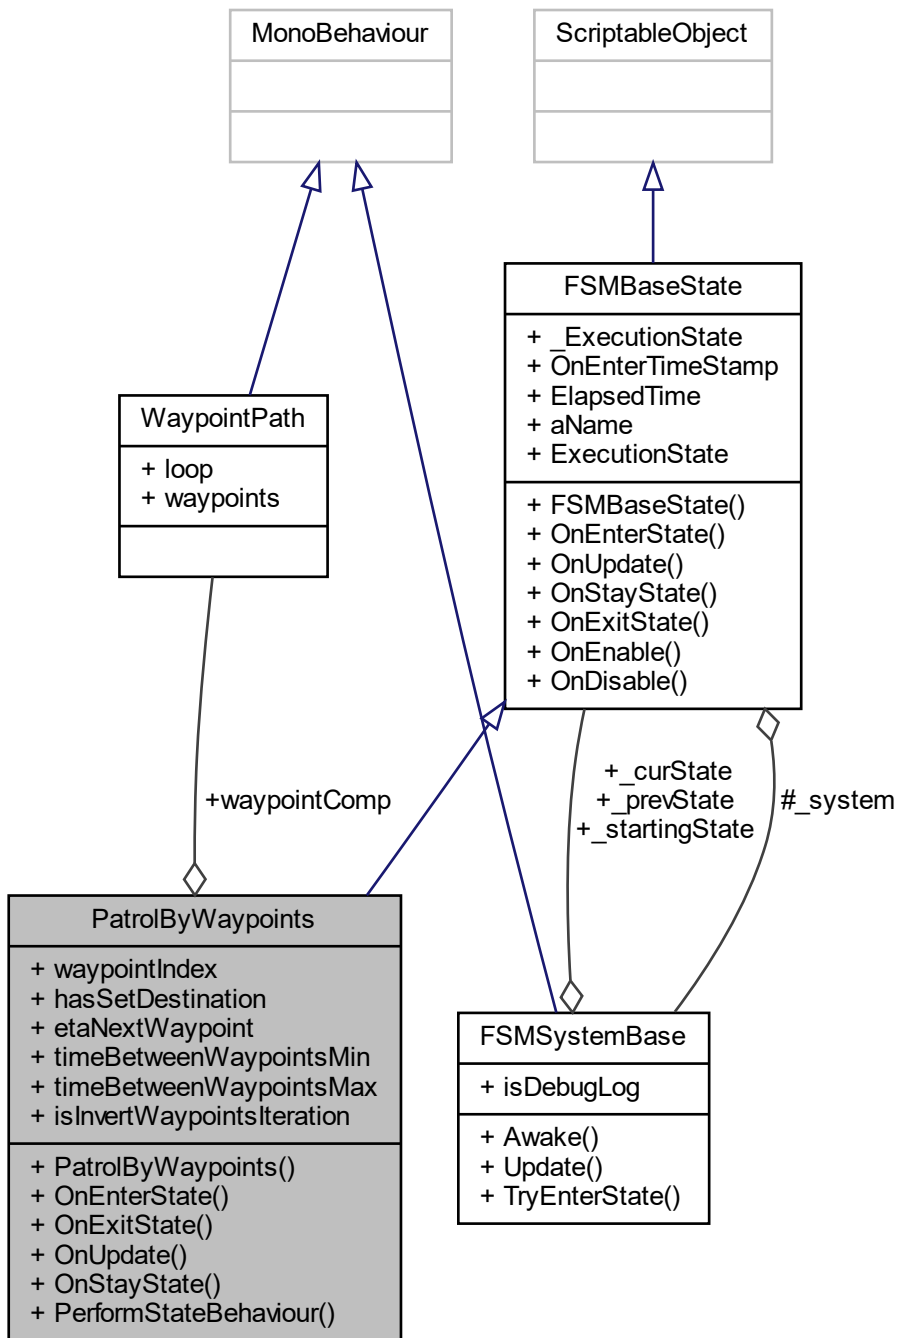 MonoBehaviour
ScriptableObject
FSMBaseState
+ _ExecutionState
+ OnEnterTimeStamp
+ ElapsedTime
+ aName
+ ExecutionState
+ FSMBaseState()
+ OnEnterState()
+ OnUpdate()
+ OnStayState()
+ OnExitState()
+ OnEnable()
+ OnDisable()
WaypointPath
+ loop
+ waypoints
+waypointComp
+_curState
+_prevState
+_startingState
#_system
PatrolByWaypoints
+ waypointIndex
+ hasSetDestination
+ etaNextWaypoint
+ timeBetweenWaypointsMin
+ timeBetweenWaypointsMax
+ isInvertWaypointsIteration
+ PatrolByWaypoints()
+ OnEnterState()
+ OnExitState()
+ OnUpdate()
+ OnStayState()
+ PerformStateBehaviour()
FSMSystemBase
+ isDebugLog
+ Awake()
+ Update()
+ TryEnterState()